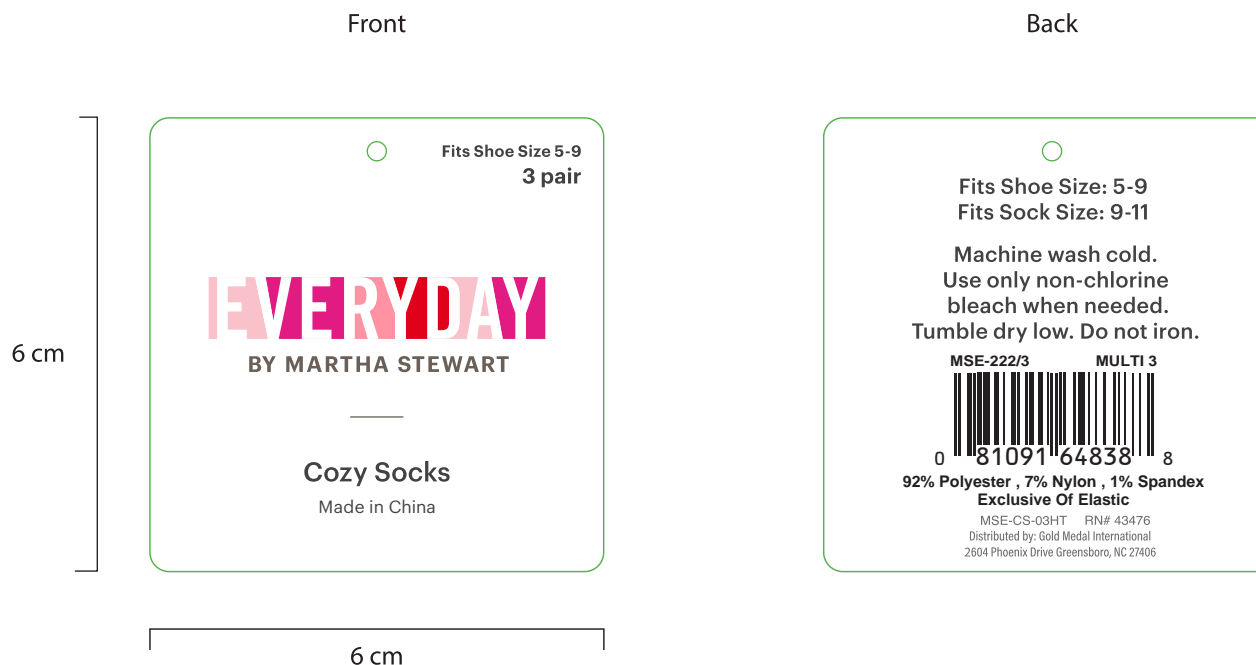 Front
Back
6 cm
Fits Shoe Size 5-9
3 pair
EVERYDAY
BY MARTHA STEWART
Cozy Socks
Made in China
6 cm
Fits Shoe Size: 5-9
Fits Sock Size: 9-11
Machine wash cold.
Use only non-chlorine
bleach when needed.
Tumble dry low. Do not iron.
MSE-222/3 MULTI 3
0 81091 64838 8
92% Polyester , 7% Nylon , 1% Spandex
Exclusive Of Elastic
MSE-CS-03HT RN# 43476
Distributed by: Gold Medal International
2604 Phoenix Drive Greensboro, NC 27406